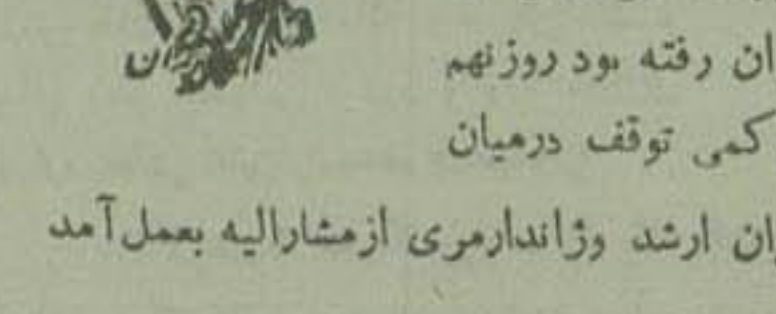 ان رفته بود روز نهم
کمی توقف درمیان
ان ارشد وژاندارمری ازمشارالیه بعمل آمد